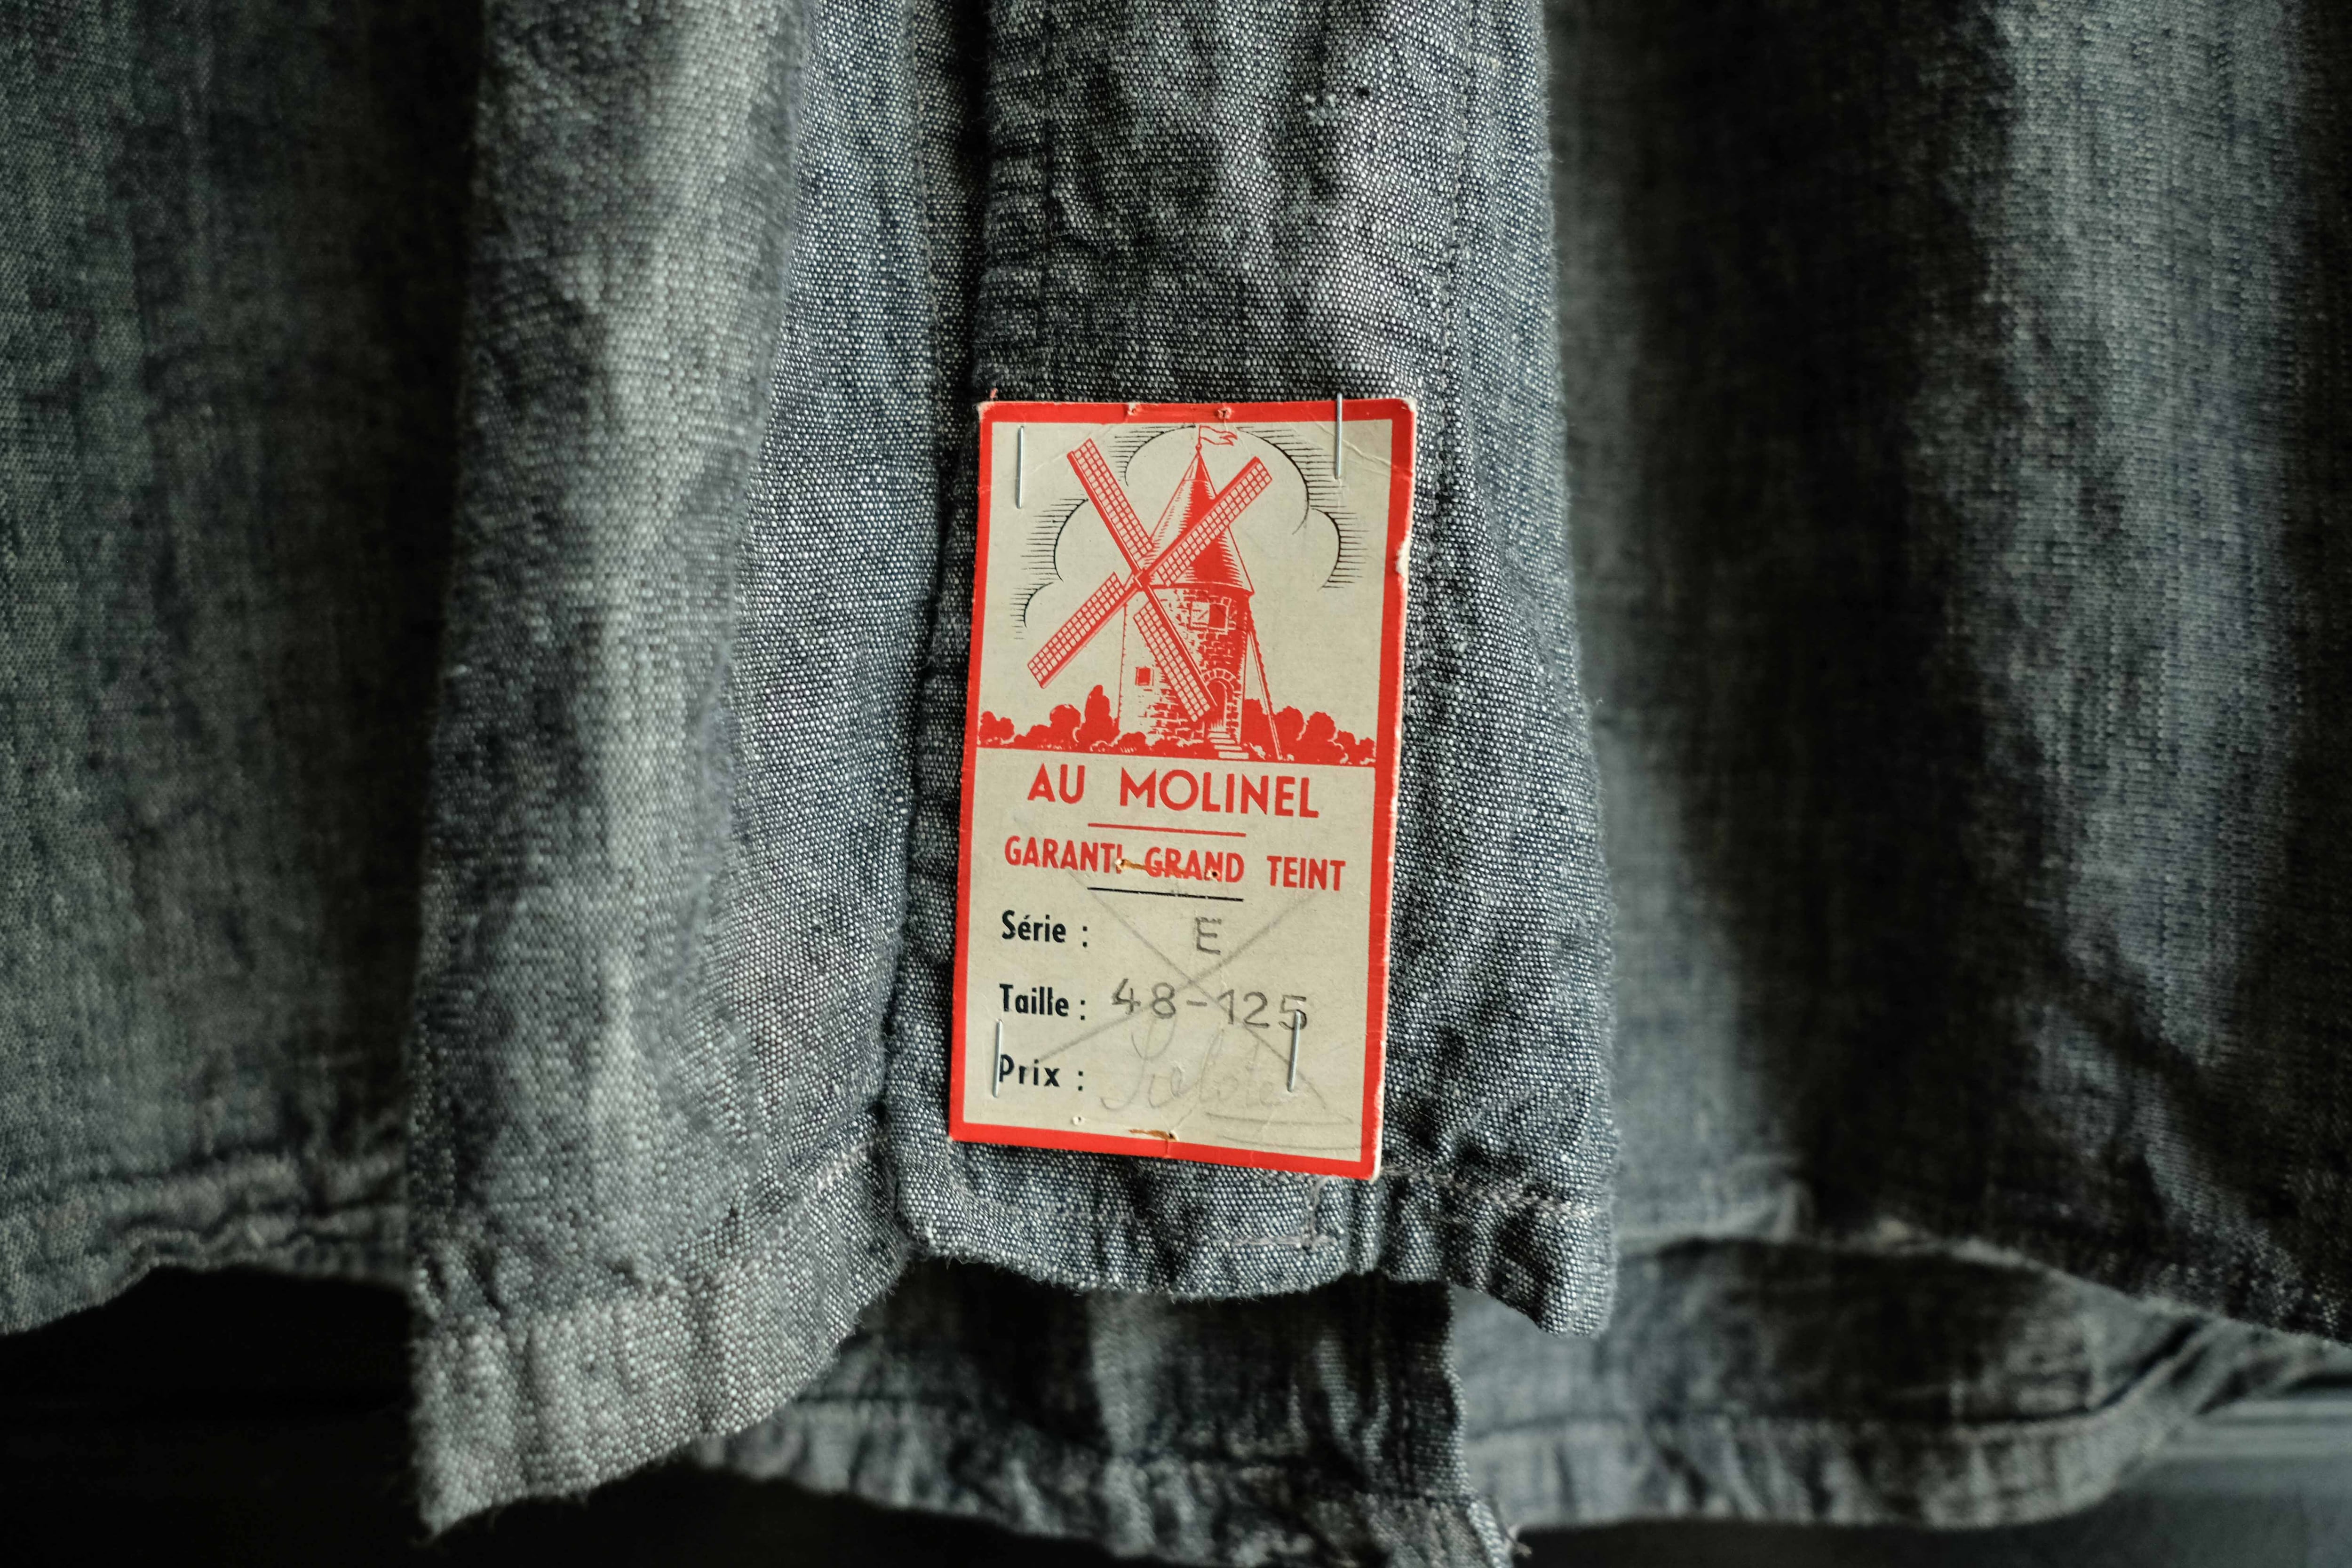 AU MOLINEL
GARANTI GRAND TEINT
Série : E
Taille : 48-125
Prix :